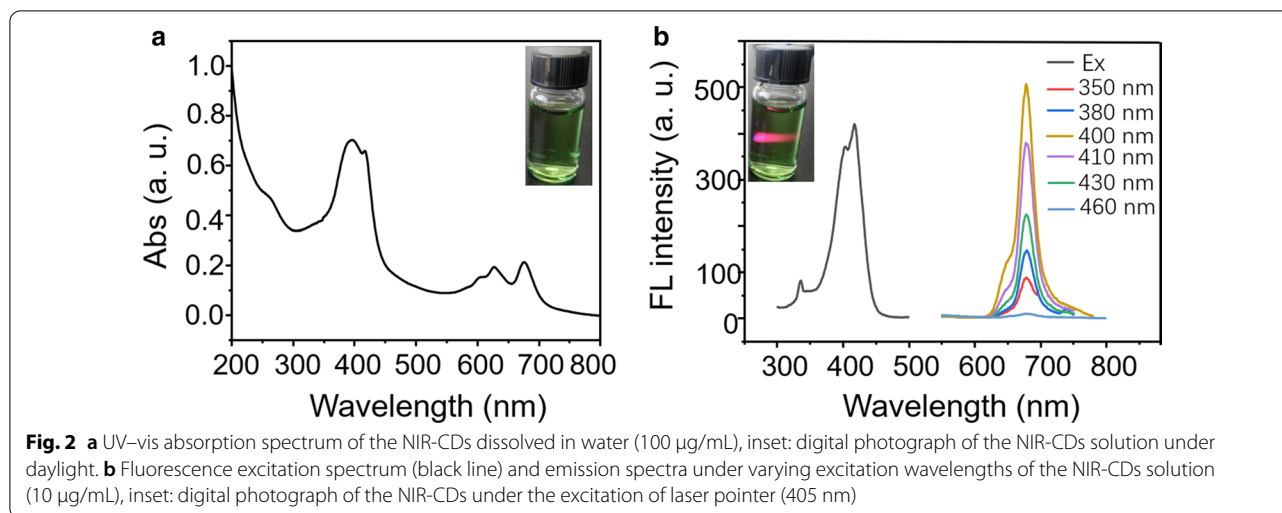 a
b
1.0
0.8
0.6
0.4
0.2
0.0
Abs (a. u.)
200 300 400 500 600 700 800
Wavelength (nm)
500
300
100
0
FL intensity (a. u.)
Ex
350 nm
380 nm
400 nm
410 nm
430 nm
460 nm
300 400 500 600 700 800
Wavelength (nm)
Fig. 2 a UV–vis absorption spectrum of the NIR-CDs dissolved in water (100 μg/mL), inset: digital photograph of the NIR-CDs solution under
daylight. b Fluorescence excitation spectrum (black line) and emission spectra under varying excitation wavelengths of the NIR-CDs solution
(10 μg/mL), inset: digital photograph of the NIR-CDs under the excitation of laser pointer (405 nm)